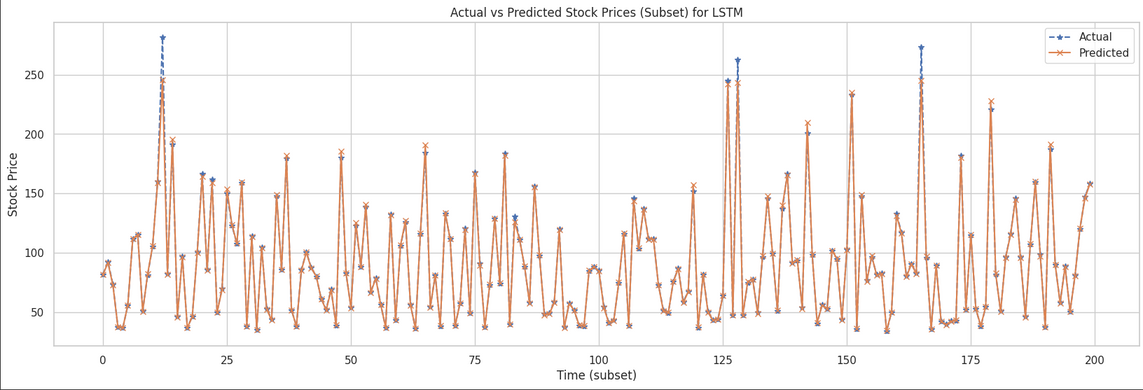 Actual vs Predicted Stock Prices (Subset) for LSTM
Actual
Predicted
Stock Price
250
200
150
100
50
0 25 50 75 100 125 150 175 200
Time (subset)